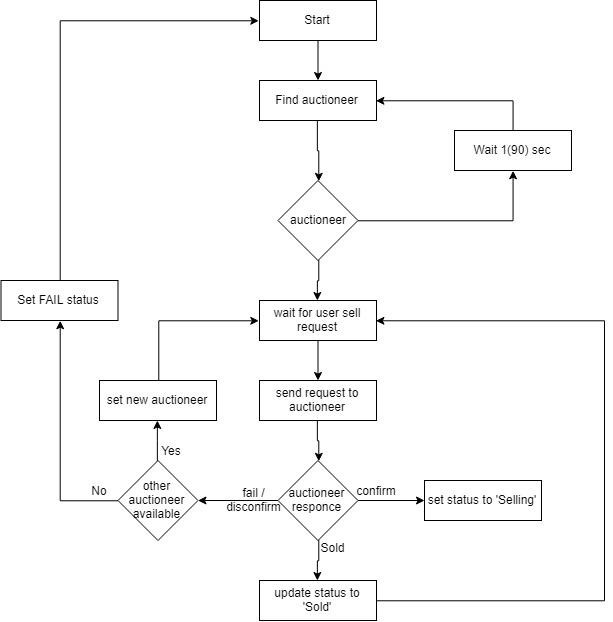 Start
Find auctioneer
Wait 1(90) sec
auctioneer
Set FAIL status
wait for user sell
request
set new auctioneer
send request to
auctioneer
Yes
other
auctioneer
available
No
fail /
disconfirm
auctioneer
responce
confirm
set status to 'Selling'
Sold
update status to
'Sold'